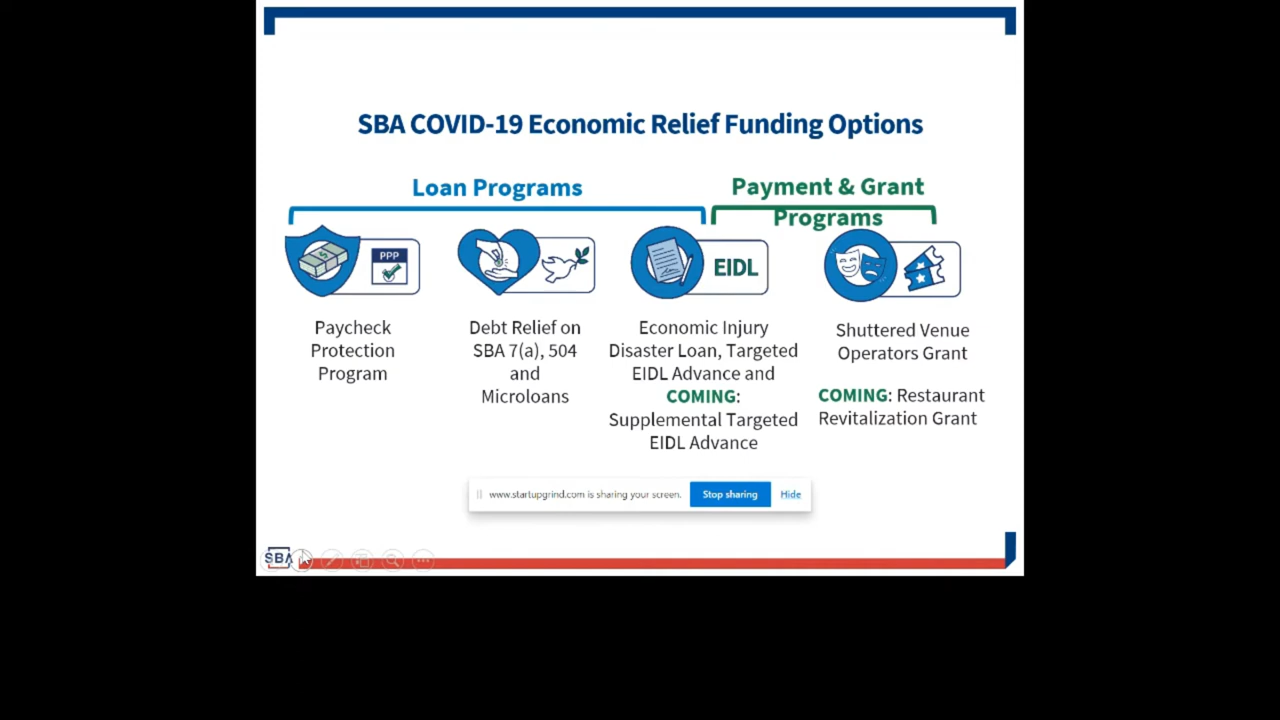 SBA COVID-19 Economic Relief Funding Options
Loan Programs
Payment & Grant
Programs
PPP
EIDL
Paycheck
Protection
Program
Debt Relief on
SBA 7(a), 504
and
Microloans
Economic Injury
Disaster Loan, Targeted
EIDL Advance and
COMING:
Supplemental Targeted
EIDL Advance
Shuttered Venue
Operators Grant
COMING: Restaurant
Revitalization Grant
www.startupgrind.com is sharing your screen.
Stop sharing
Hide
SBA